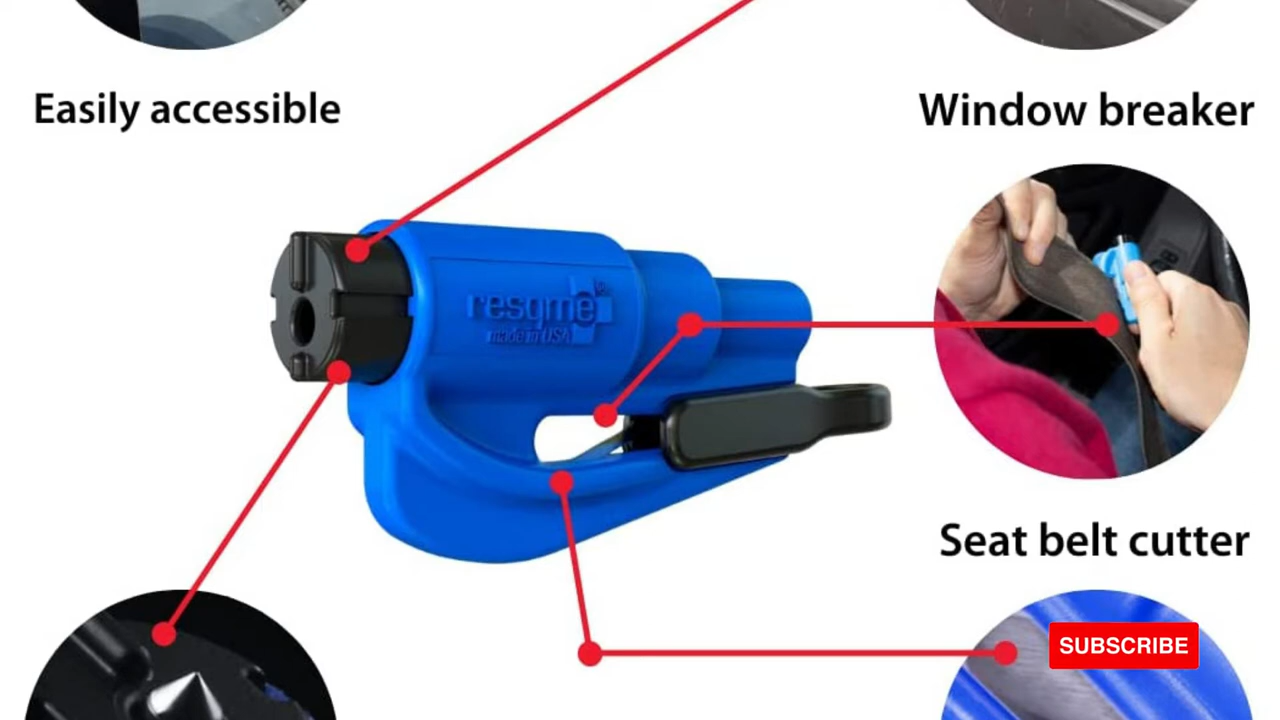 Easily accessible
Window breaker
resqme
made in USA
Seat belt cutter
SUBSCRIBE